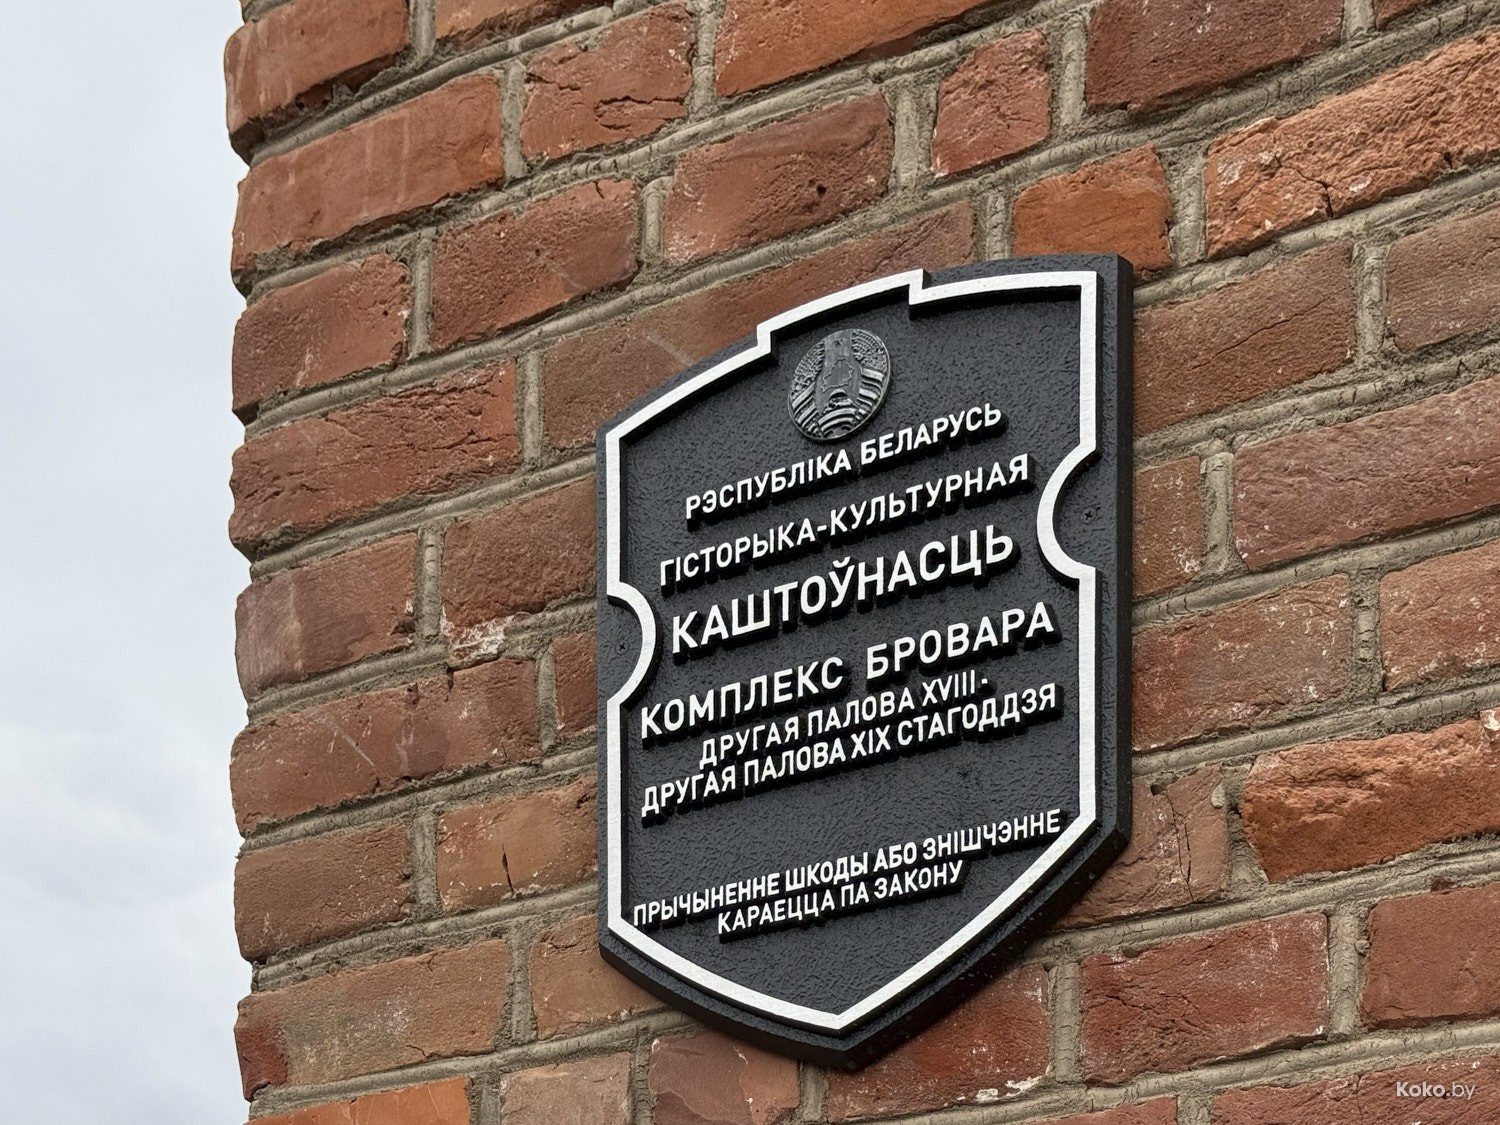 РЭСПУБЛІКА БЕЛАРУСЬ
ГІСТОРЫКА-КУЛЬТУРНАЯ
КАШТОЎНАСЦЬ
КОМПЛЕКС БРОВАРА
ДРУГАЯ ПАЛОВА XVIII -
ДРУГАЯ ПАЛОВА XIX СТАГОДДЗЯ
ПРЫЧЫНЕННЕ ШКОДЫ АБО ЗНІШЧЭННЕ
КАРАЕЦЦА ПА ЗАКОНУ
Koko.by